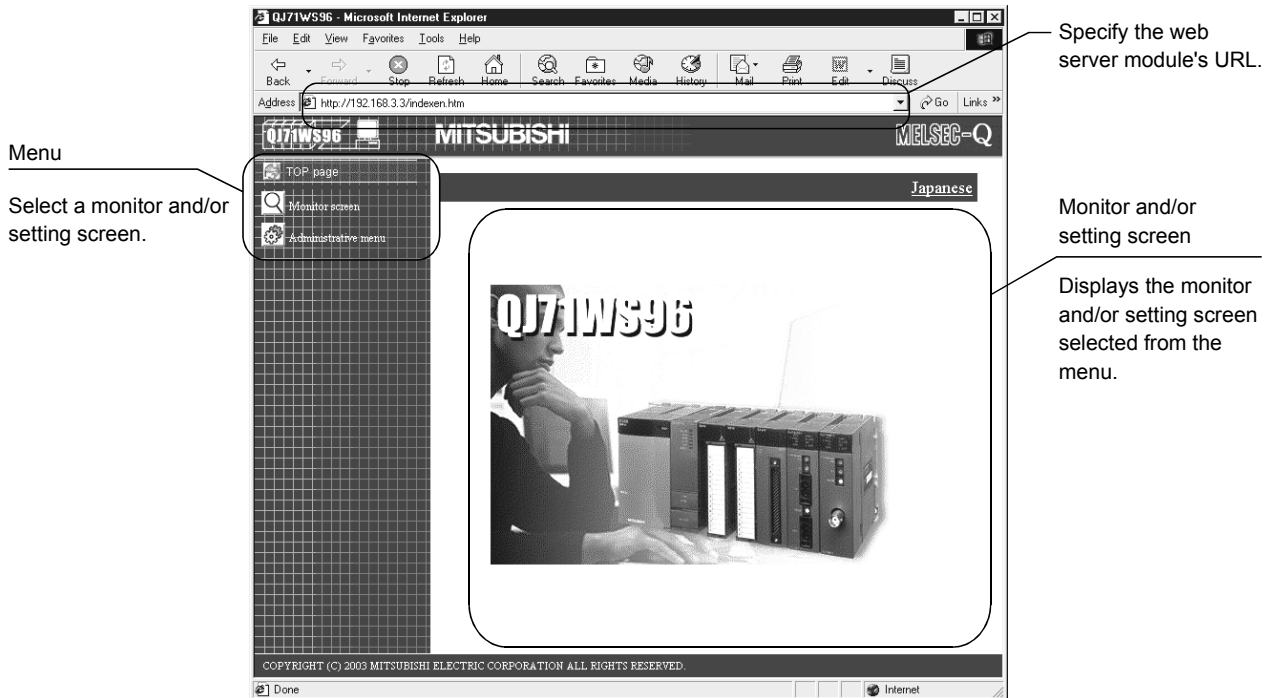 QJ71WS96 - Microsoft Internet Explorer
File Edit View Favorites Tools Help
Back Forward Stop Refresh Home Search Favorites Media History Mail Print Edit Discuss
Address http://192.168.3.3/indexen.htm Go Links »
QJ71WS96 MITSUBISHI MELSEC-Q
TOP page
Monitor screen
Administrative menu
Japanese
QJ71WS96
COPYRIGHT (C) 2003 MITSUBISHI ELECTRIC CORPORATION ALL RIGHTS RESERVED.
Done Internet
Menu
Select a monitor and/or
setting screen.
Specify the web
server module's URL.
Monitor and/or
setting screen
Displays the monitor
and/or setting screen
selected from the
menu.